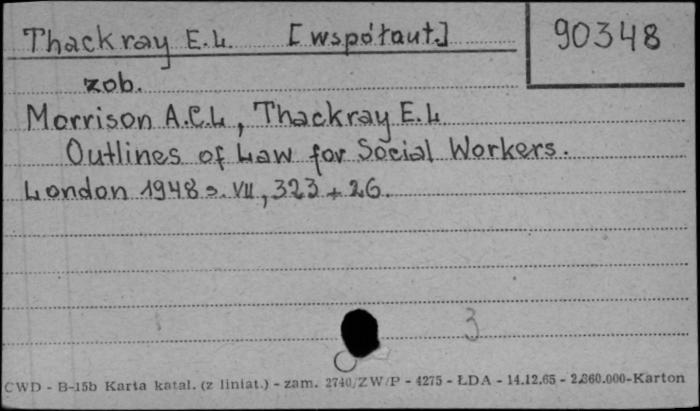 Thackray E.L. [współaut.]
90348
zob.
Morrison A.C.L, Thackray E.L
Outlines of Law for Social Workers.
London 1948 s. VII, 323 + 26.
3
CWD - B-15b Karta katal. (z liniat.) - zam. 2740/ZW/P - 4275 - ŁDA - 14.12.65 - 2.860.000-Karton